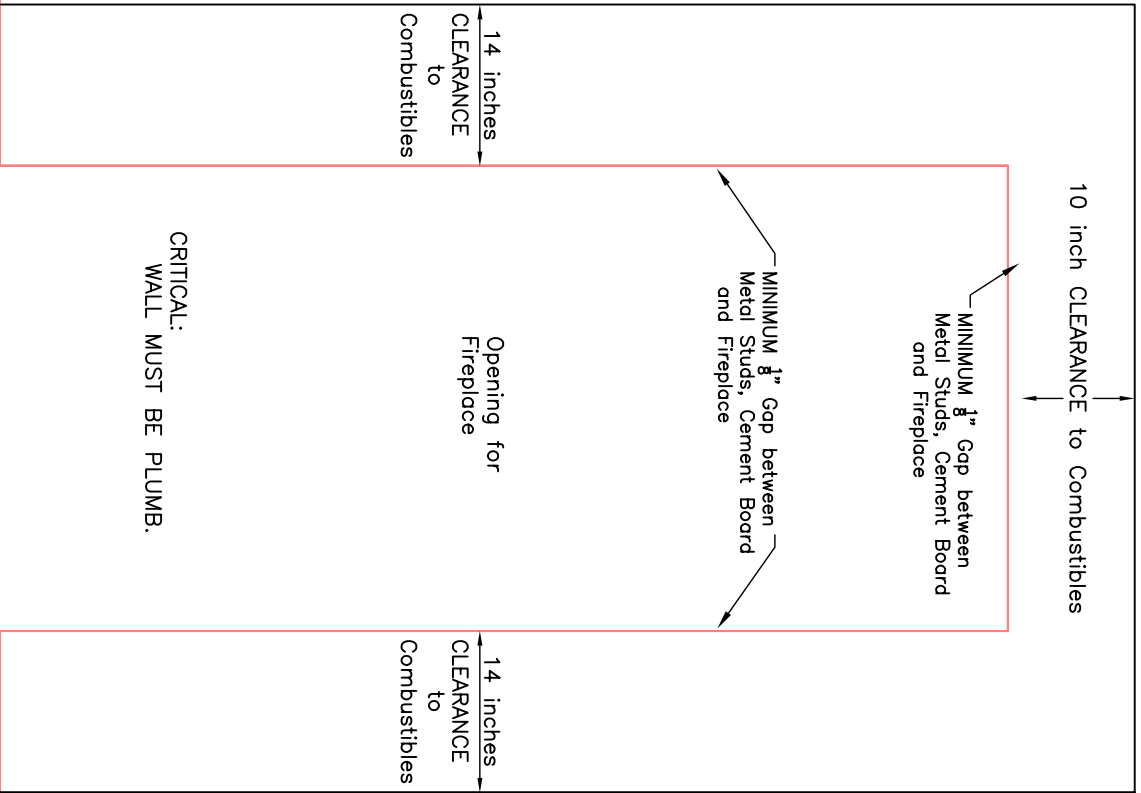 10 inch CLEARANCE to Combustibles
MINIMUM 1/8" Gap between
Metal Studs, Cement Board
and Fireplace
MINIMUM 1/8" Gap between
Metal Studs, Cement Board
and Fireplace
14 inches
CLEARANCE
to
Combustibles
Opening for
Fireplace
14 inches
CLEARANCE
to
Combustibles
CRITICAL:
WALL MUST BE PLUMB.